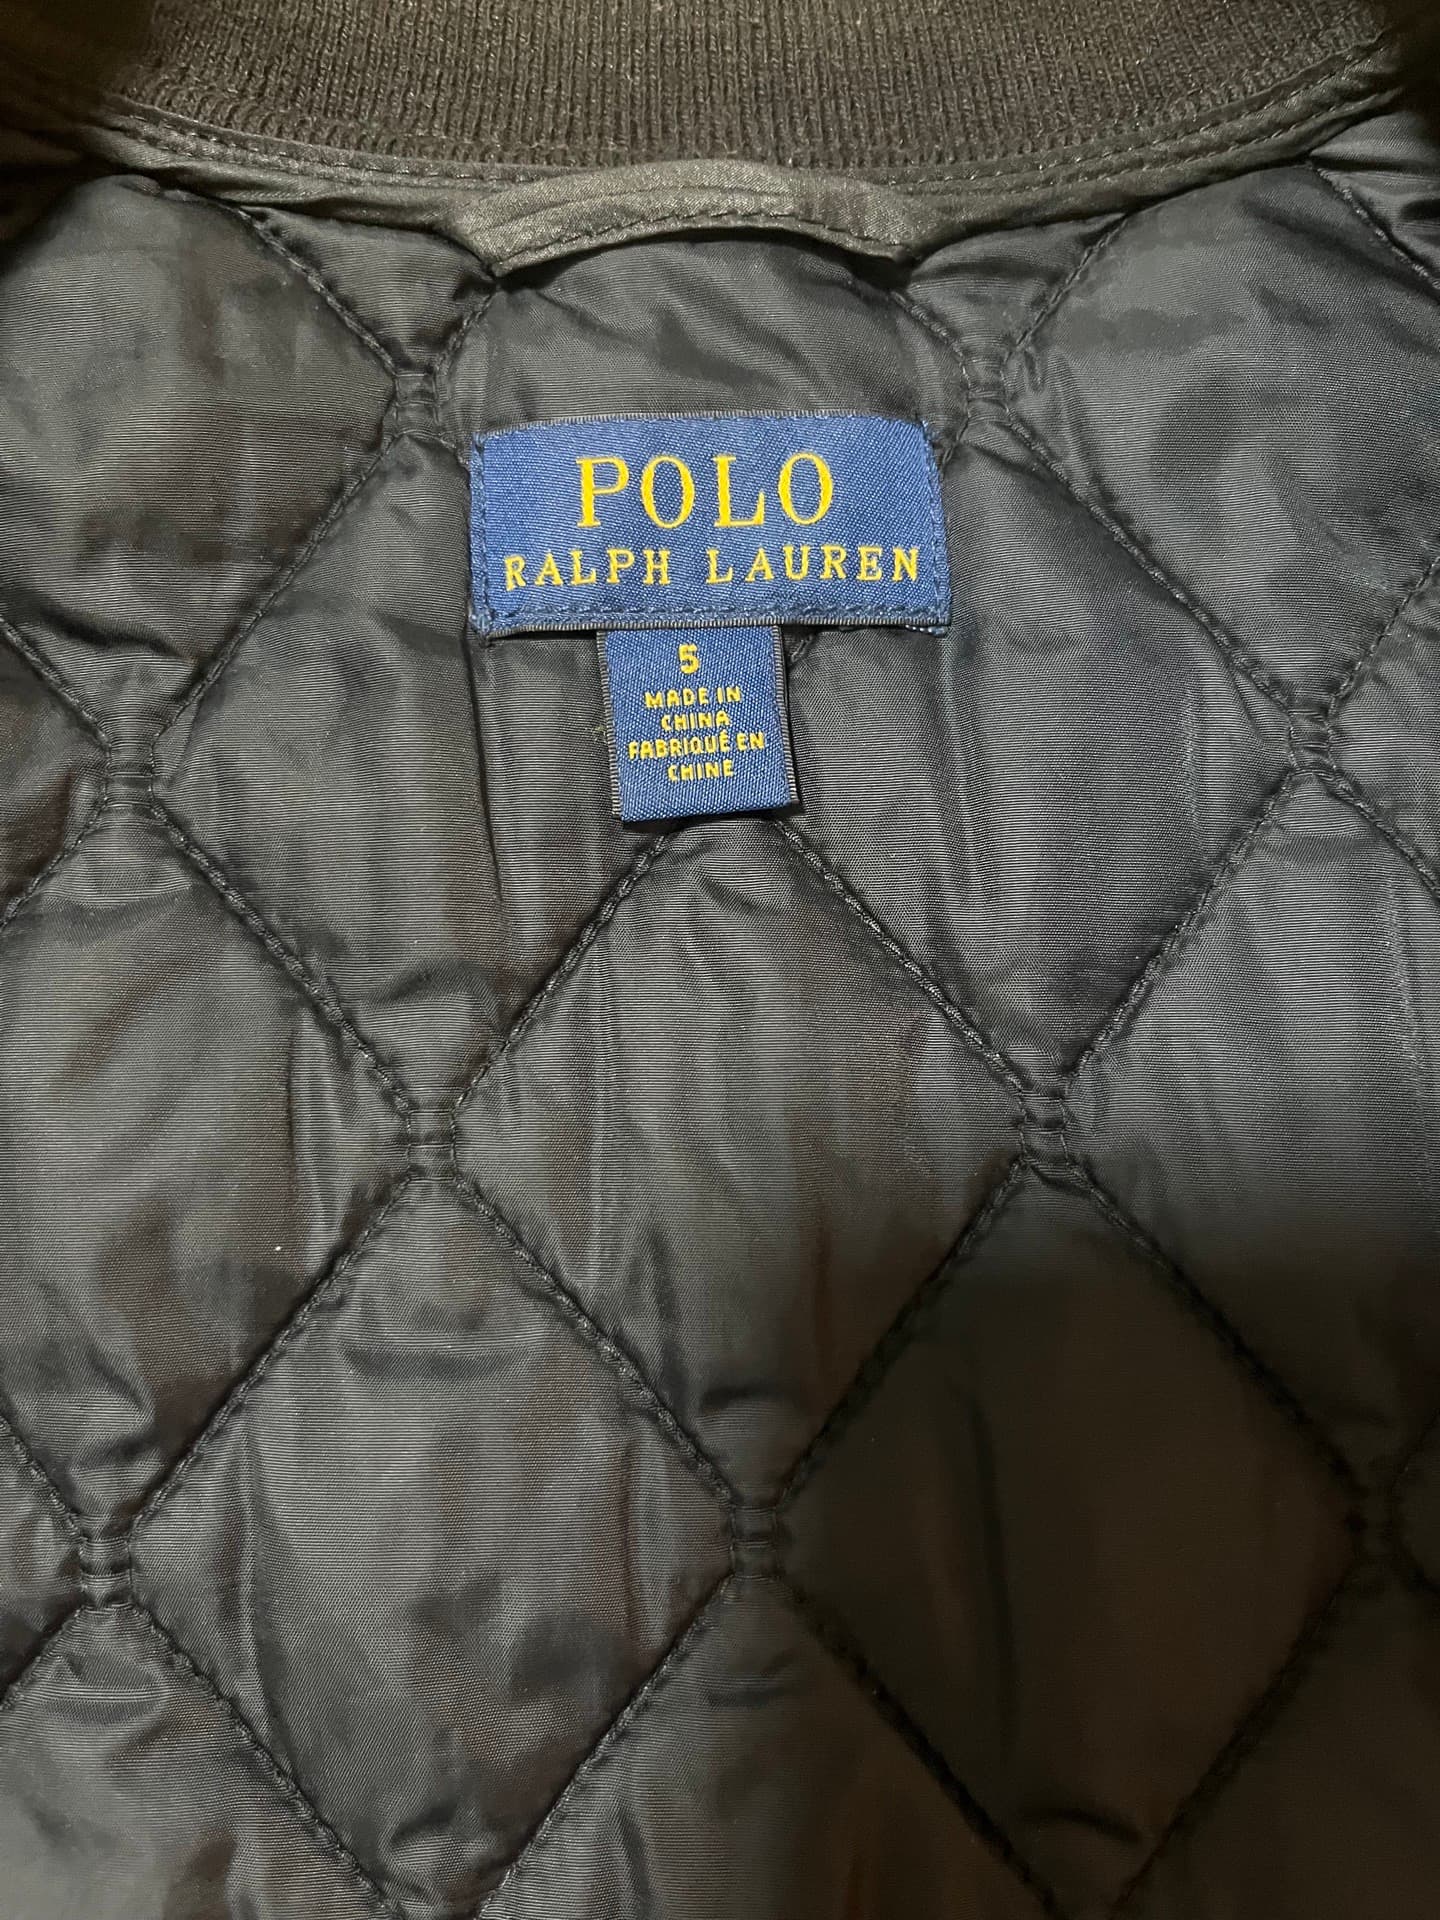 POLO
RALPH LAUREN
5
MADE IN
CHINA
FABRIQUÉ EN
CHINE